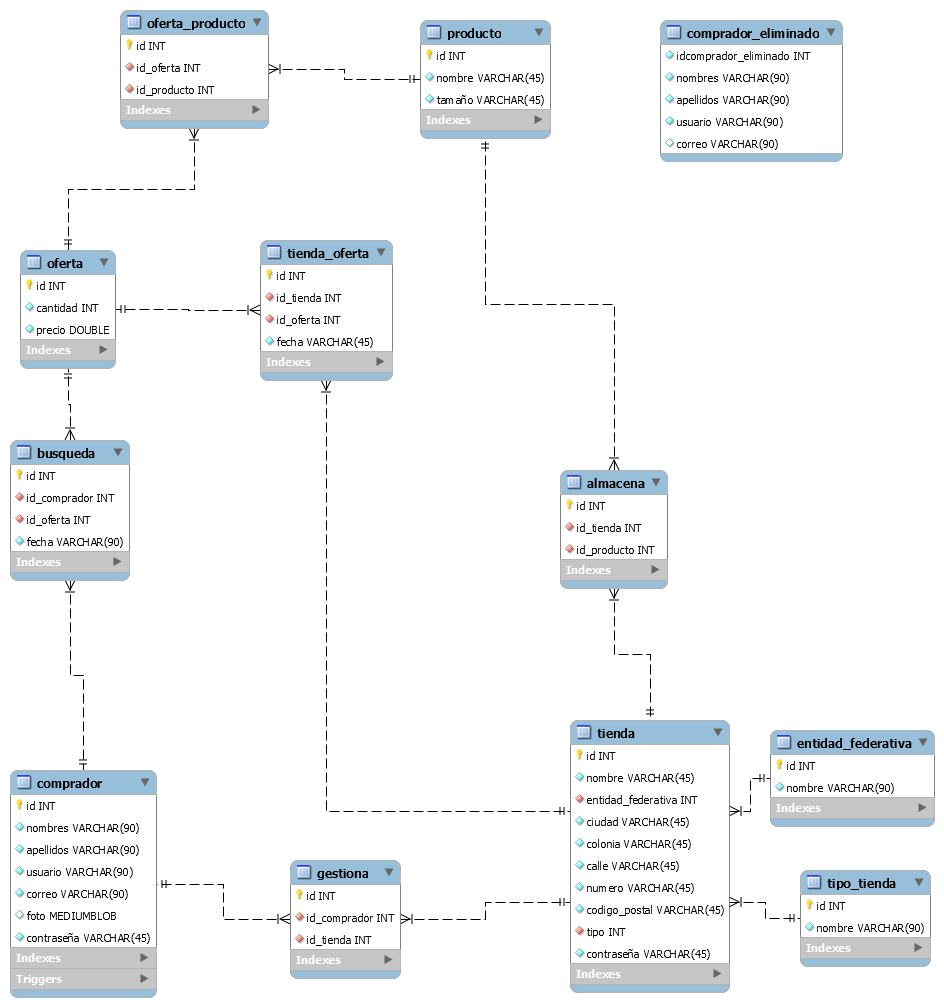 oferta_producto
id INT
id_oferta INT
id_producto INT
Indexes
producto
id INT
nombre VARCHAR(45)
tamaño VARCHAR(45)
Indexes
comprador_eliminado
idcomprador_eliminado INT
nombres VARCHAR(90)
apellidos VARCHAR(90)
usuario VARCHAR(90)
correo VARCHAR(90)
oferta
id INT
cantidad INT
precio DOUBLE
Indexes
tienda_oferta
id INT
id_tienda INT
id_oferta INT
fecha VARCHAR(45)
Indexes
busqueda
id INT
id_comprador INT
id_oferta INT
fecha VARCHAR(90)
Indexes
almacena
id INT
id_tienda INT
id_producto INT
Indexes
comprador
id INT
nombres VARCHAR(90)
apellidos VARCHAR(90)
usuario VARCHAR(90)
correo VARCHAR(90)
foto MEDIUMBLOB
contraseña VARCHAR(45)
Indexes
Triggers
gestiona
id INT
id_comprador INT
id_tienda INT
Indexes
tienda
id INT
nombre VARCHAR(45)
entidad_federativa INT
ciudad VARCHAR(45)
colonia VARCHAR(45)
calle VARCHAR(45)
numero VARCHAR(45)
codigo_postal VARCHAR(45)
tipo INT
contraseña VARCHAR(45)
Indexes
entidad_federativa
id INT
nombre VARCHAR(90)
Indexes
tipo_tienda
id INT
nombre VARCHAR(90)
Indexes